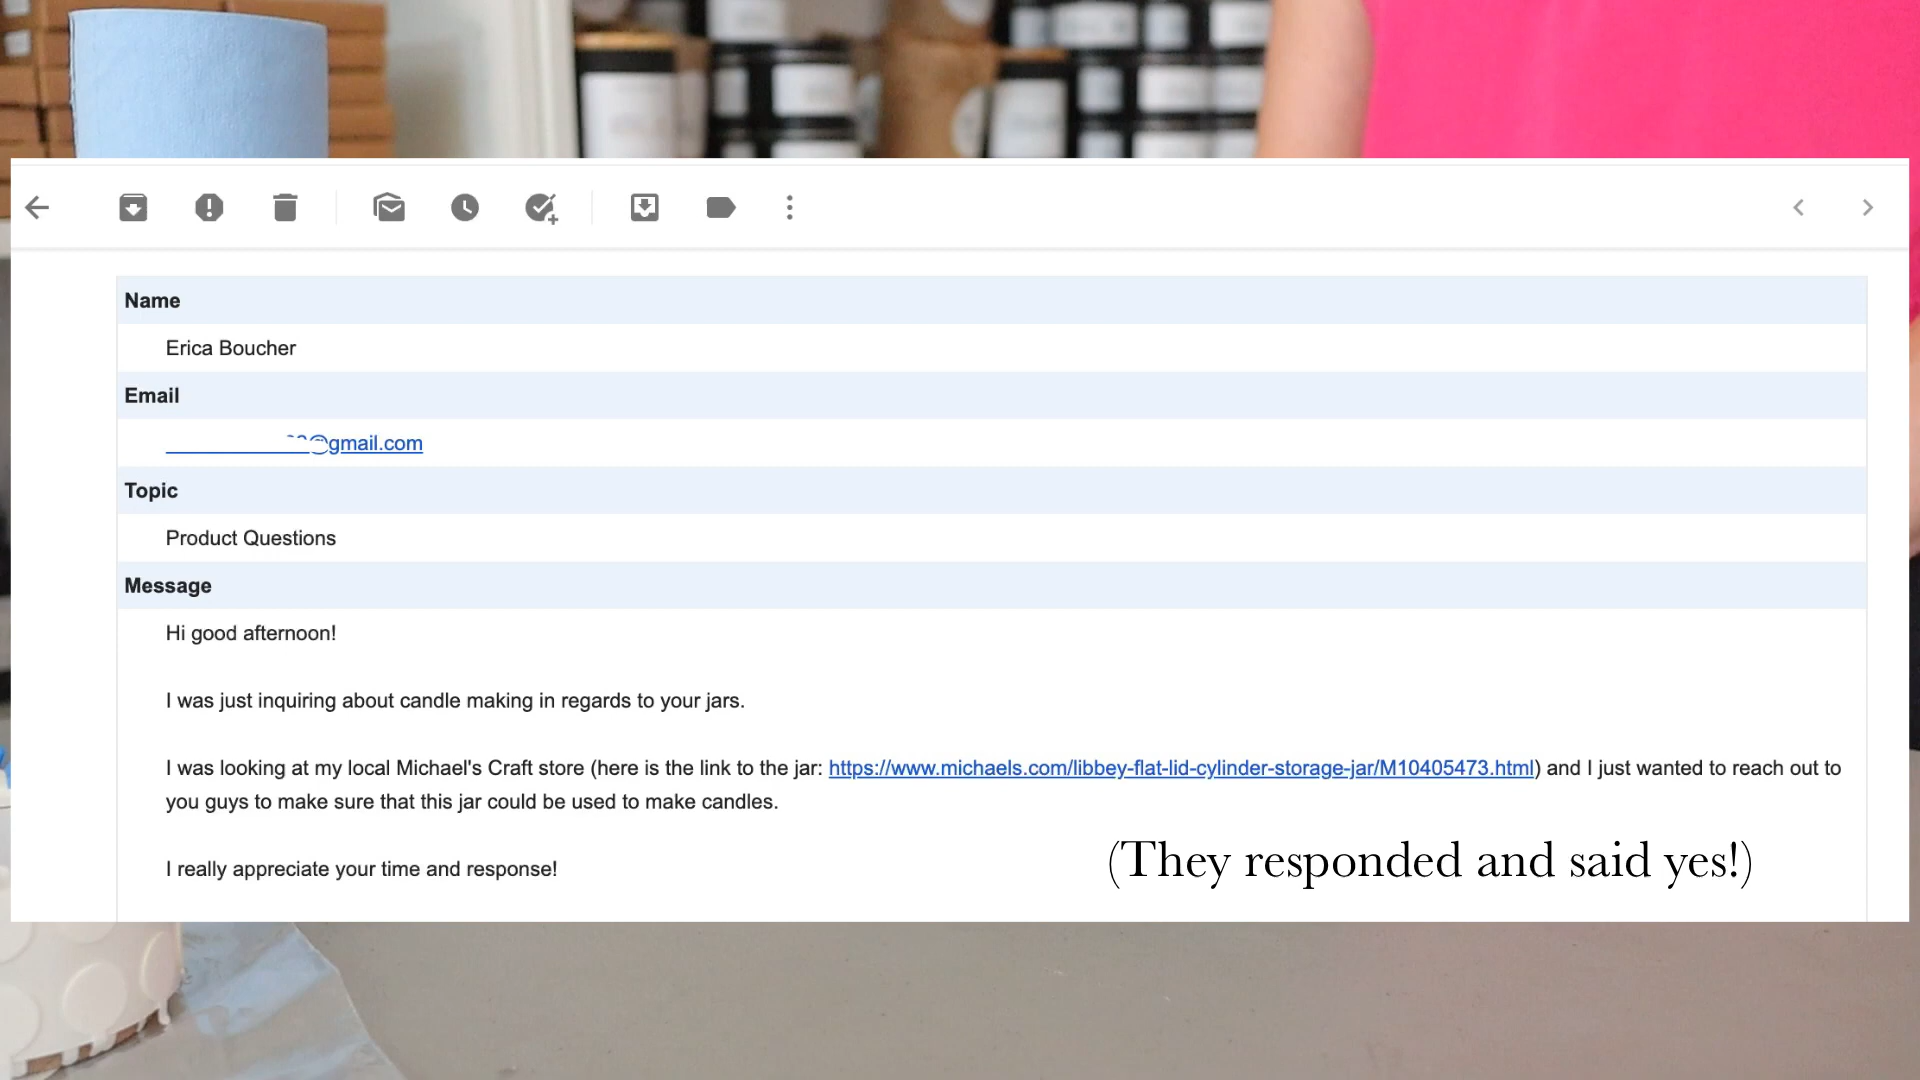 Name
Erica Boucher
Email
@gmail.com
Topic
Product Questions
Message
Hi good afternoon!
I was just inquiring about candle making in regards to your jars.
I was looking at my local Michael's Craft store (here is the link to the jar: https://www.michaels.com/libbey-flat-lid-cylinder-storage-jar/M10405473.html) and I just wanted to reach out to
you guys to make sure that this jar could be used to make candles.
I really appreciate your time and response!
(They responded and said yes!)